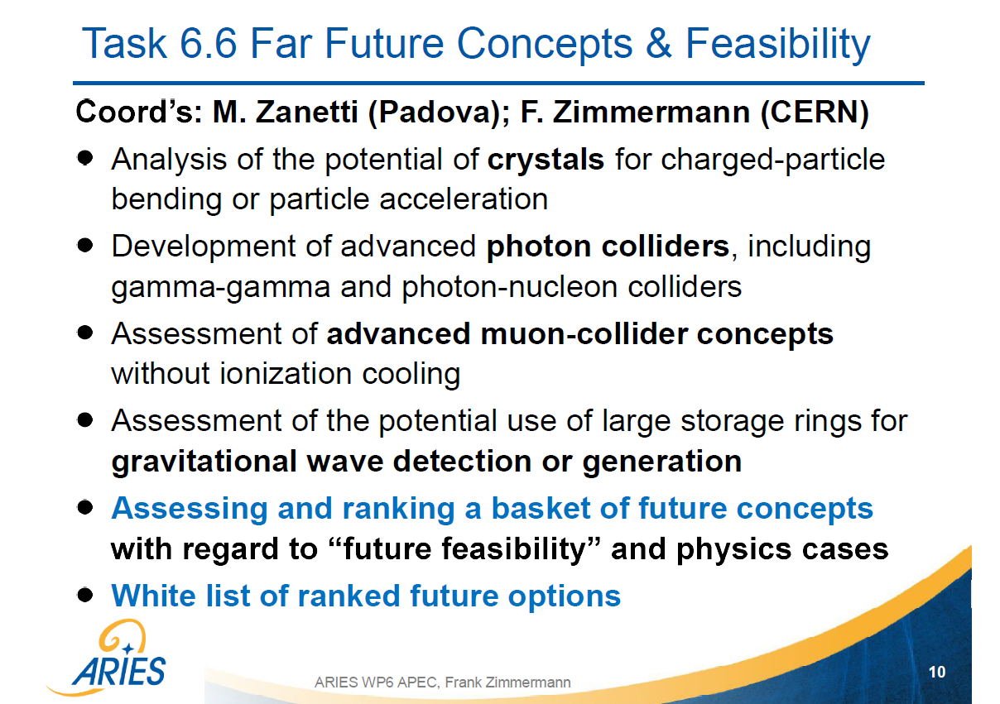 Task 6.6 Far Future Concepts & Feasibility
Coord’s: M. Zanetti (Padova); F. Zimmermann (CERN)
● Analysis of the potential of crystals for charged-particle
bending or particle acceleration
● Development of advanced photon colliders, including
gamma-gamma and photon-nucleon colliders
● Assessment of advanced muon-collider concepts
without ionization cooling
● Assessment of the potential use of large storage rings for
gravitational wave detection or generation
● Assessing and ranking a basket of future concepts
with regard to “future feasibility” and physics cases
● White list of ranked future options
ARIES
ARIES WP6 APEC, Frank Zimmermann
10